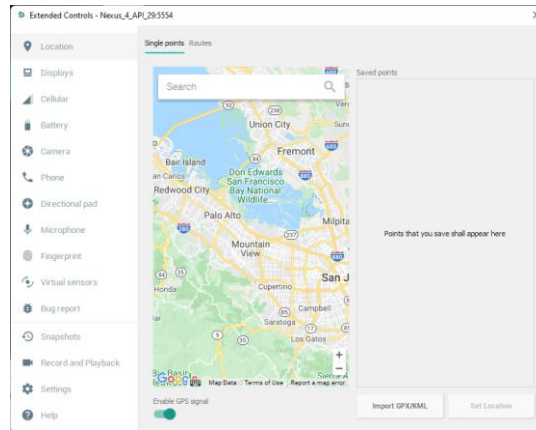 Extended Controls - Nexus_4_API_29:5554
Location
Displays
Cellular
Battery
Camera
Phone
Directional pad
Microphone
Fingerprint
Virtual sensors
Bug report
Snapshots
Record and Playback
Settings
Help
Single points Routes
Search
Union City
Fremont
Bair Island
Redwood City
Don Edwards
San Francisco
Bay National
Wildlife...
Palo Alto
Milpita
Mountain
View
San J
Cupertino
Honda
Campbell
Saratoga
Los Gatos
Google
Map Data
Terms of Use
Report a map error
Enable GPS signal
Saved points
Points that you save shall appear here
Import GPX/KML
Set Location